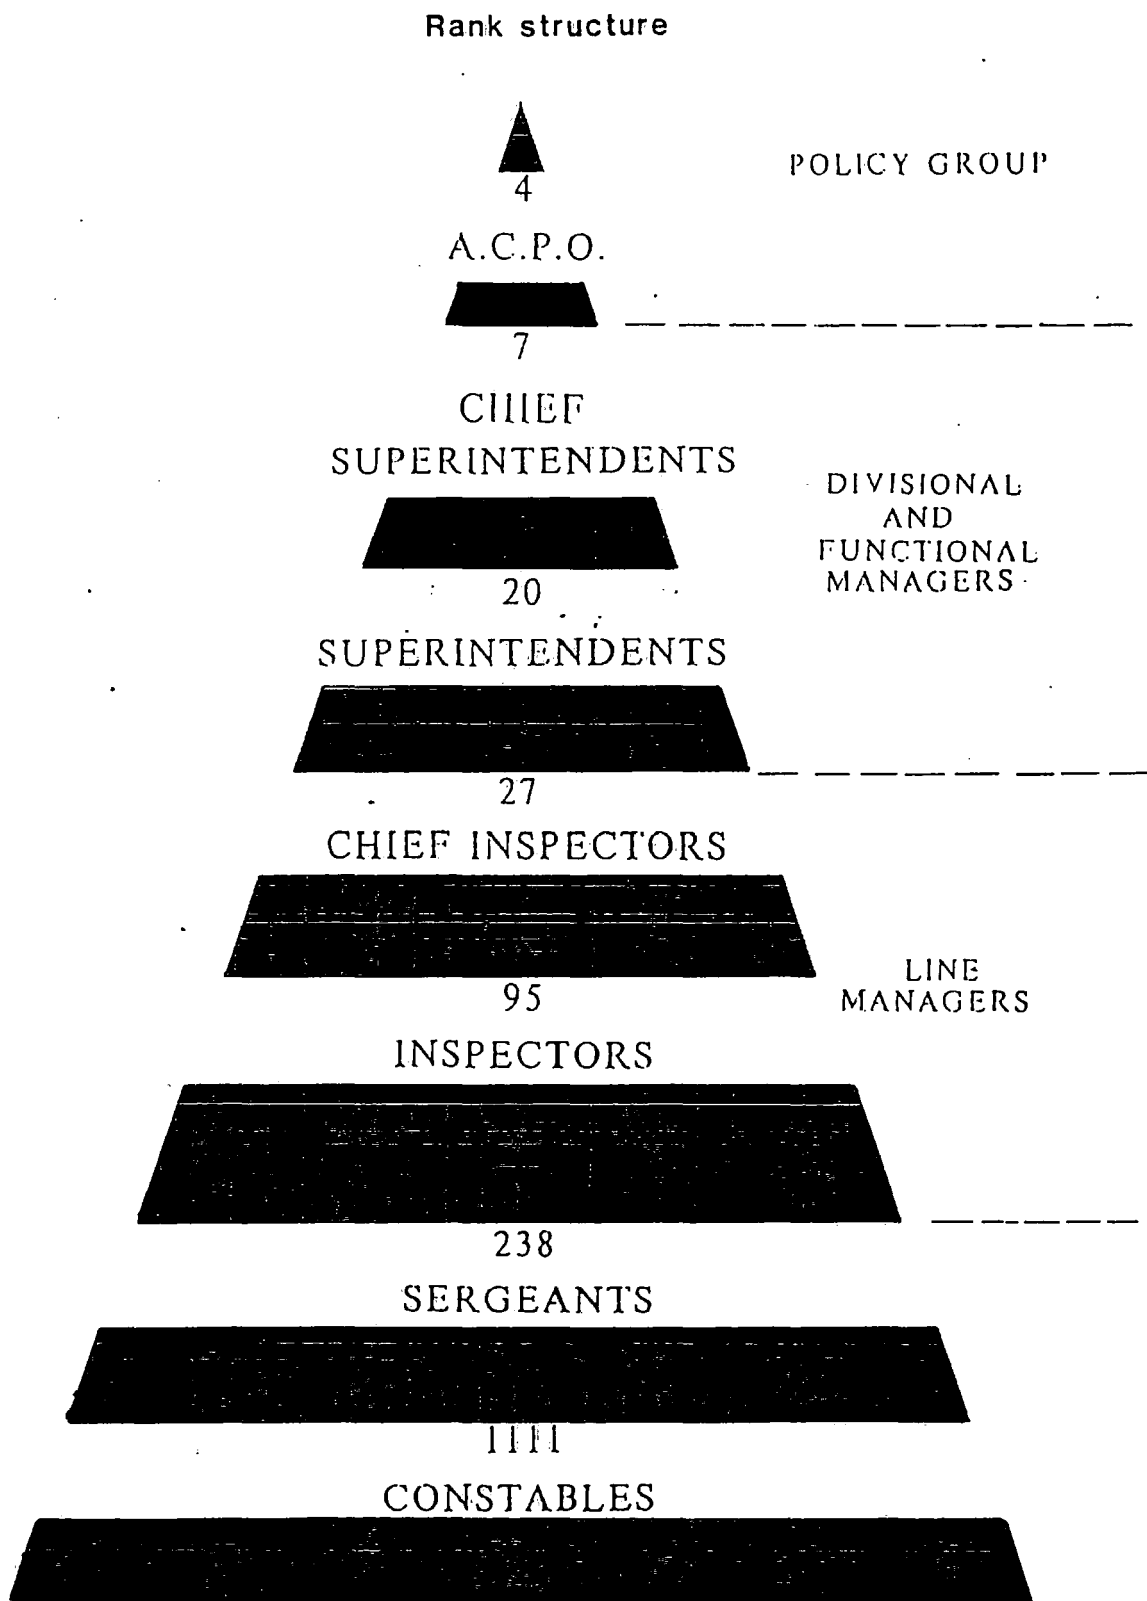 Rank structure
4
POLICY GROUP
A.C.P.O.
7
CHIEF
SUPERINTENDENTS
DIVISIONAL
AND
FUNCTIONAL
MANAGERS
20
SUPERINTENDENTS
27
CHIEF INSPECTORS
95
LINE
MANAGERS
INSPECTORS
238
SERGEANTS
1111
CONSTABLES